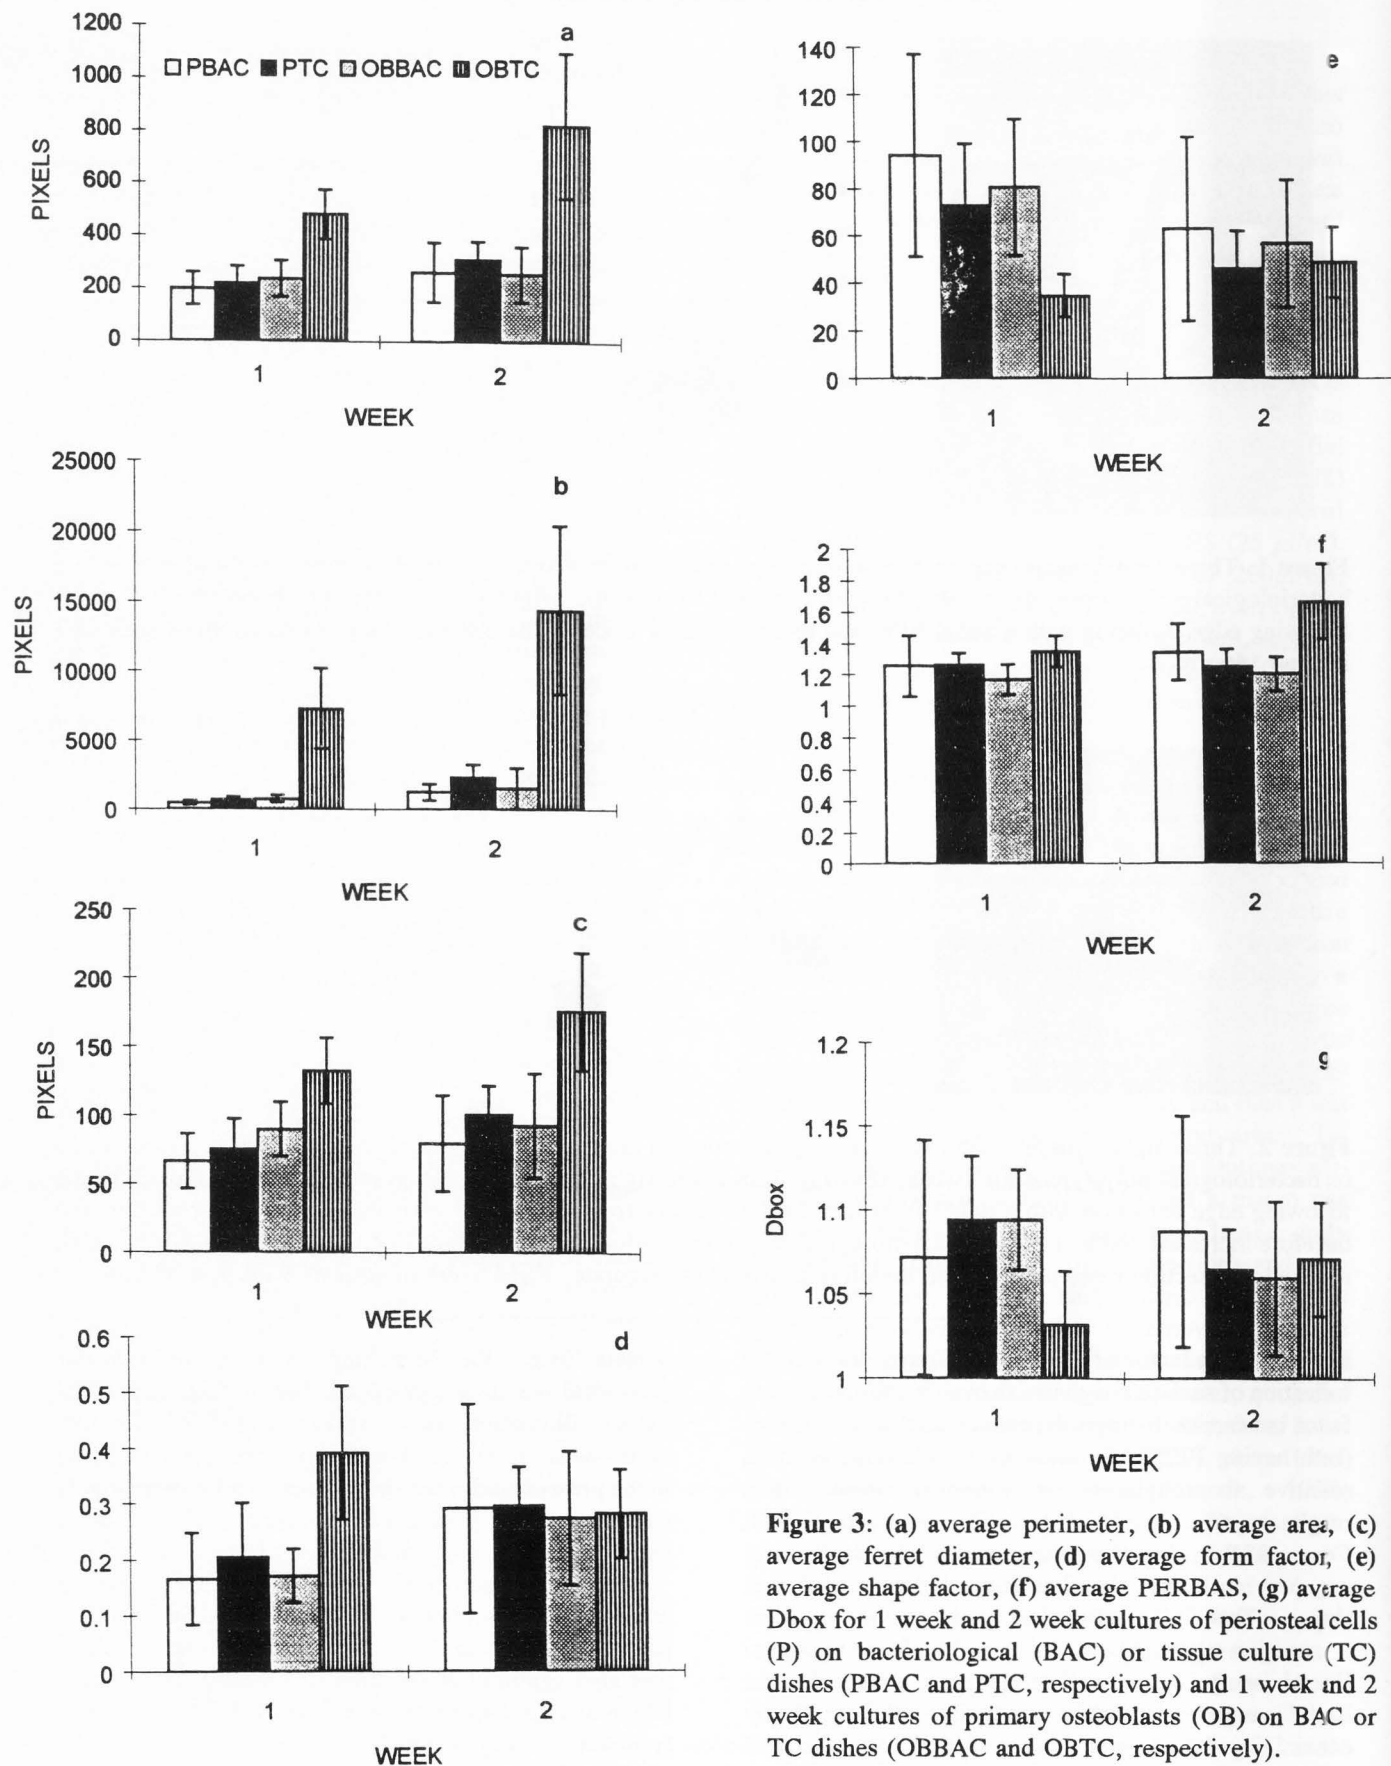 a
1200
1000
800
600
400
200
0
PIXELS
PBAC PTC OBBAC OBTC
1 2
WEEK
b
25000
20000
15000
10000
5000
0
PIXELS
1 2
WEEK
c
250
200
150
100
50
0
PIXELS
1 2
WEEK
d
0.6
0.5
0.4
0.3
0.2
0.1
0
1 2
WEEK
e
140
120
100
80
60
40
20
0
1 2
WEEK
f
2
1.8
1.6
1.4
1.2
1
0.8
0.6
0.4
0.2
0
1 2
WEEK
g
1.2
1.15
1.1
1.05
1
Dbox
1 2
WEEK
Figure 3: (a) average perimeter, (b) average area, (c)
average ferret diameter, (d) average form factor, (e)
average shape factor, (f) average PERBAS, (g) average
Dbox for 1 week and 2 week cultures of periosteal cells
(P) on bacteriological (BAC) or tissue culture (TC)
dishes (PBAC and PTC, respectively) and 1 week and 2
week cultures of primary osteoblasts (OB) on BAC or
TC dishes (OBBAC and OBTC, respectively).